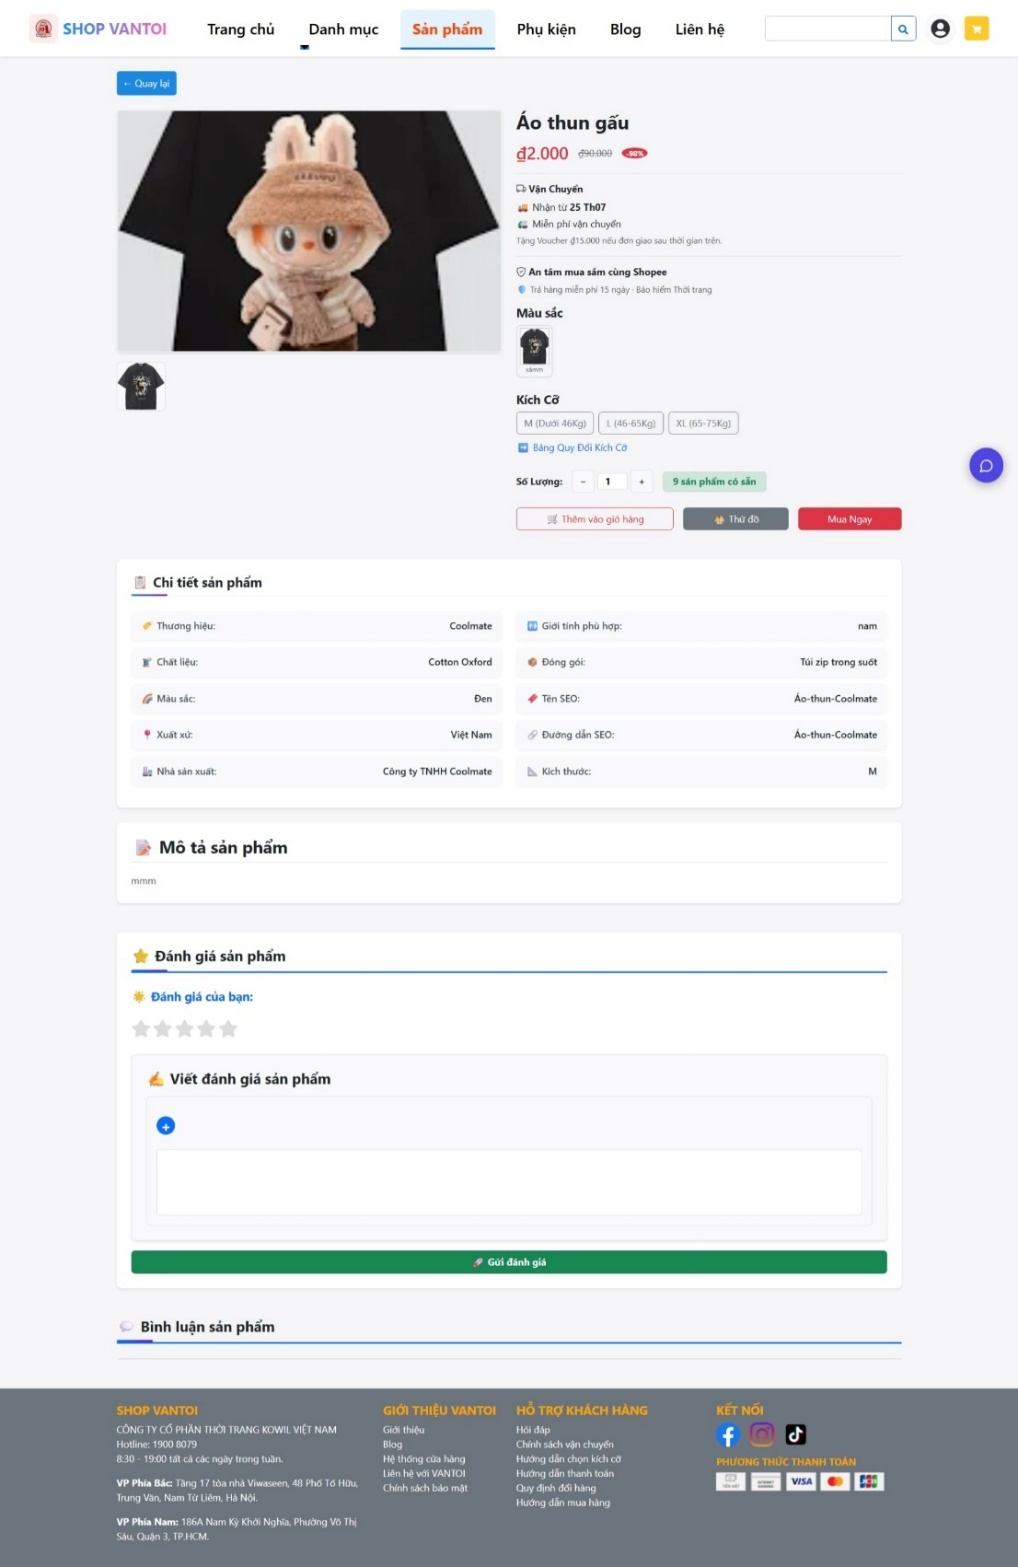 SHOP VANTOI
Trang chủ
Danh mục
Sản phẩm
Phụ kiện
Blog
Liên hệ
← Quay lại
Áo thun gấu
₫2.000 ₫90.000 -98%
Vận Chuyển
Nhận từ 25 Th07
Miễn phí vận chuyển
Tặng Voucher ₫15.000 nếu đơn giao sau thời gian trên.
An tâm mua sắm cùng Shopee
Trả hàng miễn phí 15 ngày · Bảo hiểm Thời trang
Màu sắc
xámm
Kích Cỡ
M (Dưới 46Kg) L (46-65Kg) XL (65-75Kg)
Bảng Quy Đổi Kích Cỡ
Số Lượng: − 1 + 9 sản phẩm có sẵn
Thêm vào giỏ hàng
Thử đồ
Mua Ngay
Chi tiết sản phẩm
Thương hiệu: Coolmate
Giới tính phù hợp: nam
Chất liệu: Cotton Oxford
Đóng gói: Túi zip trong suốt
Màu sắc: Đen
Tên SEO: Áo-thun-Coolmate
Xuất xứ: Việt Nam
Đường dẫn SEO: Áo-thun-Coolmate
Nhà sản xuất: Công ty TNHH Coolmate
Kích thước: M
Mô tả sản phẩm
mmm
Đánh giá sản phẩm
Đánh giá của bạn:
Viết đánh giá sản phẩm
+
Gửi đánh giá
Bình luận sản phẩm
SHOP VANTOI
CÔNG TY CỔ PHẦN THỜI TRANG KOWIL VIỆT NAM
Hotline: 1900 8079
8:30 - 19:00 tất cả các ngày trong tuần.
VP Phía Bắc: Tầng 17 tòa nhà Viwaseen, 48 Phố Tố Hữu,
Trung Văn, Nam Từ Liêm, Hà Nội.
VP Phía Nam: 186A Nam Kỳ Khởi Nghĩa, Phường Võ Thị
Sáu, Quận 3, TP.HCM.
GIỚI THIỆU VANTOI
Giới thiệu
Blog
Hệ thống cửa hàng
Liên hệ với VANTOI
Chính sách bảo mật
HỖ TRỢ KHÁCH HÀNG
Hỏi đáp
Chính sách vận chuyển
Hướng dẫn chọn kích cỡ
Hướng dẫn thanh toán
Quy định đổi hàng
Hướng dẫn mua hàng
KẾT NỐI
PHƯƠNG THỨC THANH TOÁN
VISA
JCB